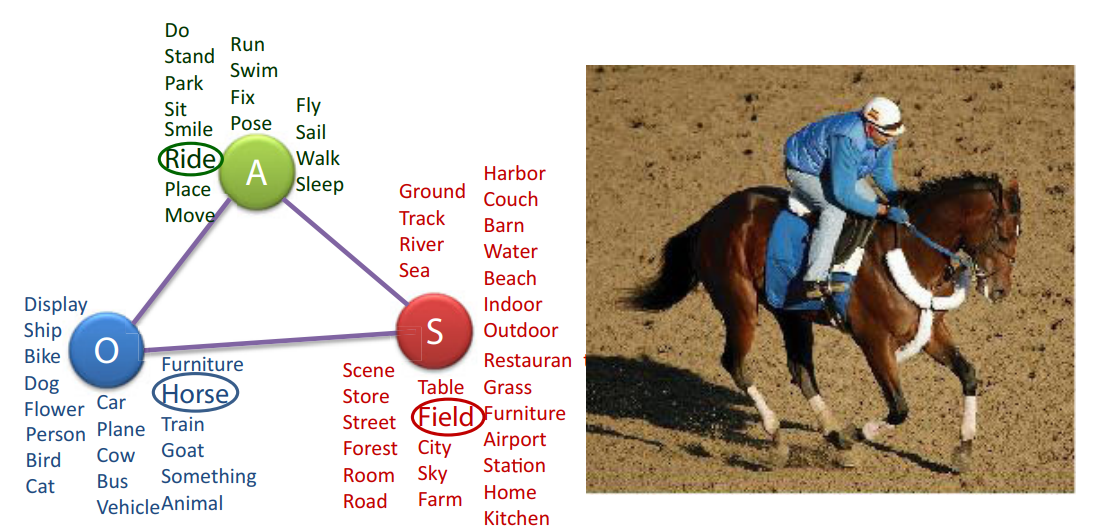 Do
Stand
Park
Sit
Smile
Ride
Place
Move
Run
Swim
Fix
Pose
Fly
Sail
Walk
Sleep
A
Ground
Track
River
Sea
Harbor
Couch
Barn
Water
Beach
Indoor
Outdoor
Restauran
Grass
Furniture
Airport
Station
Home
Kitchen
S
Scene
Store
Street
Forest
Room
Road
Table
Field
City
Sky
Farm
O
Display
Ship
Bike
Dog
Flower
Person
Bird
Cat
Car
Plane
Cow
Bus
Vehicle
Furniture
Horse
Train
Goat
Something
Animal